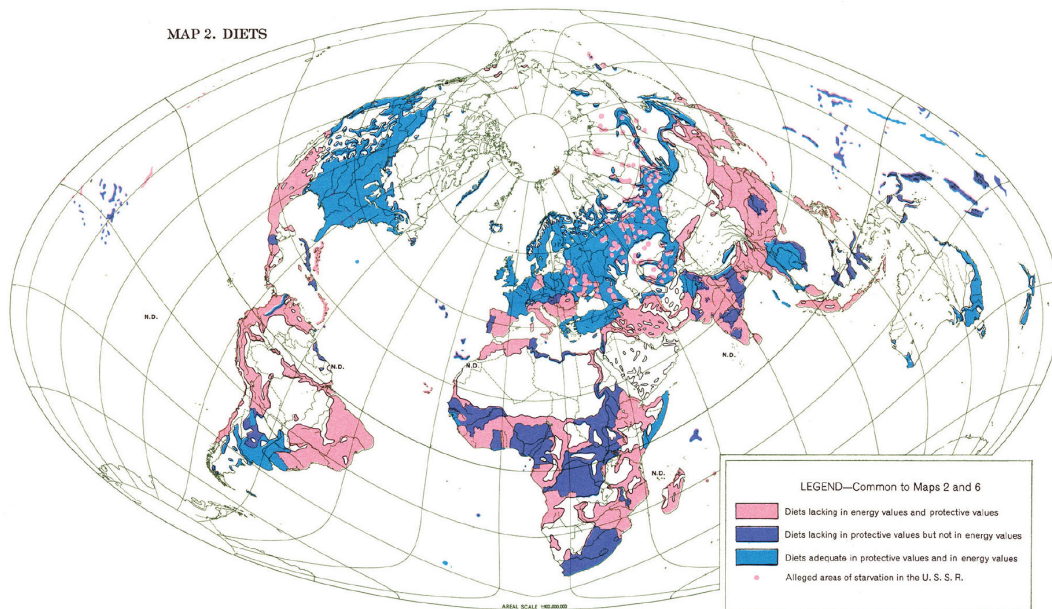 MAP 2. DIETS
N.D.
N.D.
N.D.
N.D.
N.D.
LEGEND—Common to Maps 2 and 6
Diets lacking in energy values and protective values
Diets lacking in protective values but not in energy values
Diets adequate in protective values and in energy values
Alleged areas of starvation in the U. S. S. R.
AREAL SCALE